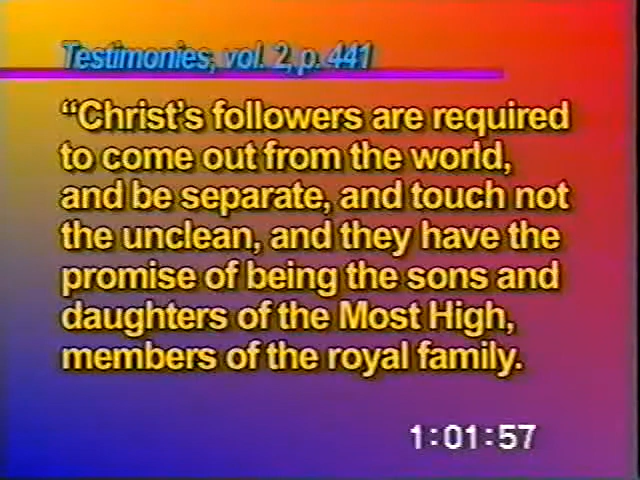 Testimonies, vol. 2, p. 441
“Christ's followers are required
to come out from the world,
and be separate, and touch not
the unclean, and they have the
promise of being the sons and
daughters of the Most High,
members of the royal family.
1:01:57